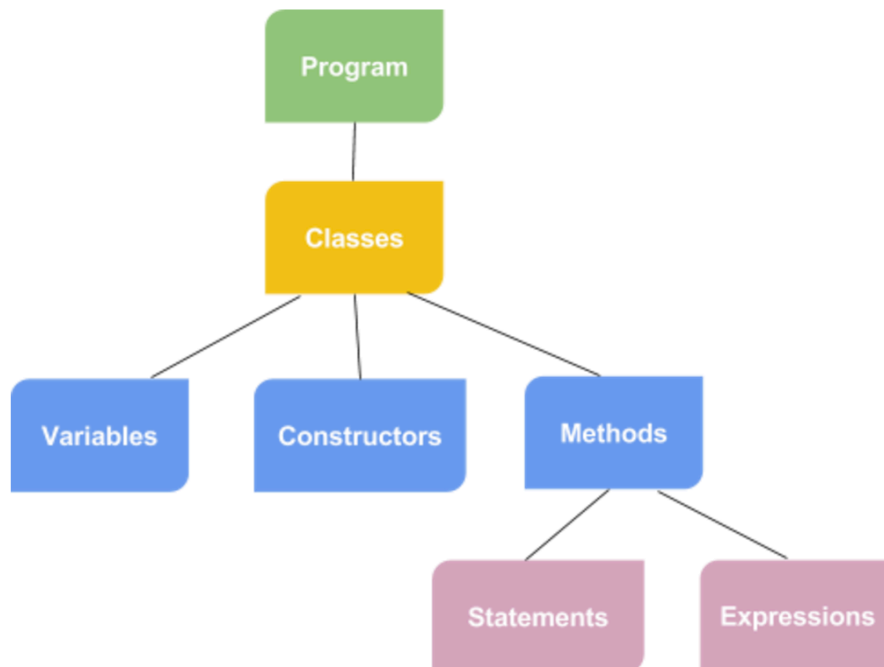 Program
Classes
Variables
Constructors
Methods
Statements
Expressions